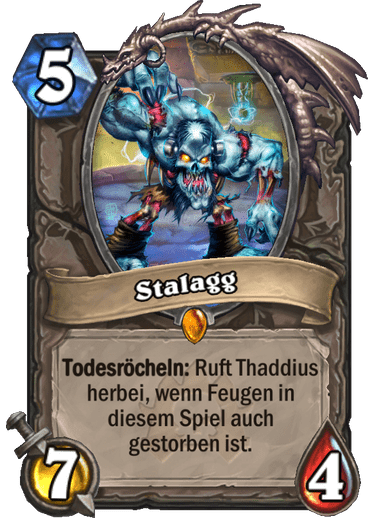 5
Stalagg
Todesröcheln: Ruft Thaddius
herbei, wenn Feugen in
diesem Spiel auch
gestorben ist.
7
4